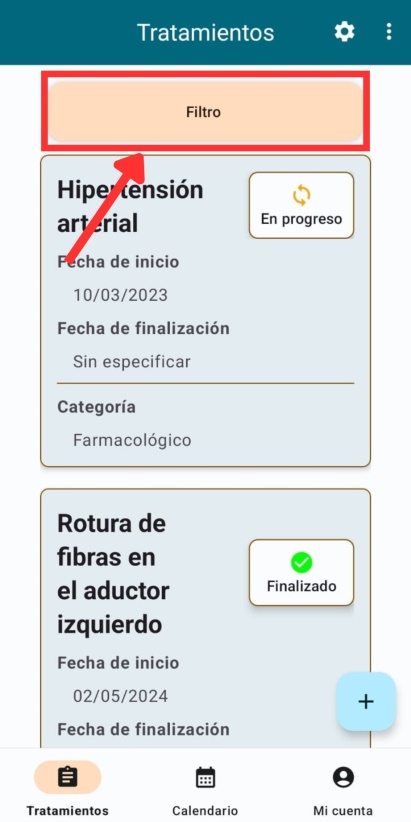 Tratamientos
Filtro
Hipertensión
arterial
En progreso
Fecha de inicio
10/03/2023
Fecha de finalización
Sin especificar
Categoría
Farmacológico
Rotura de
fibras en
el aductor
izquierdo
Finalizado
Fecha de inicio
02/05/2024
Fecha de finalización
+
Tratamientos
Calendario
Mi cuenta